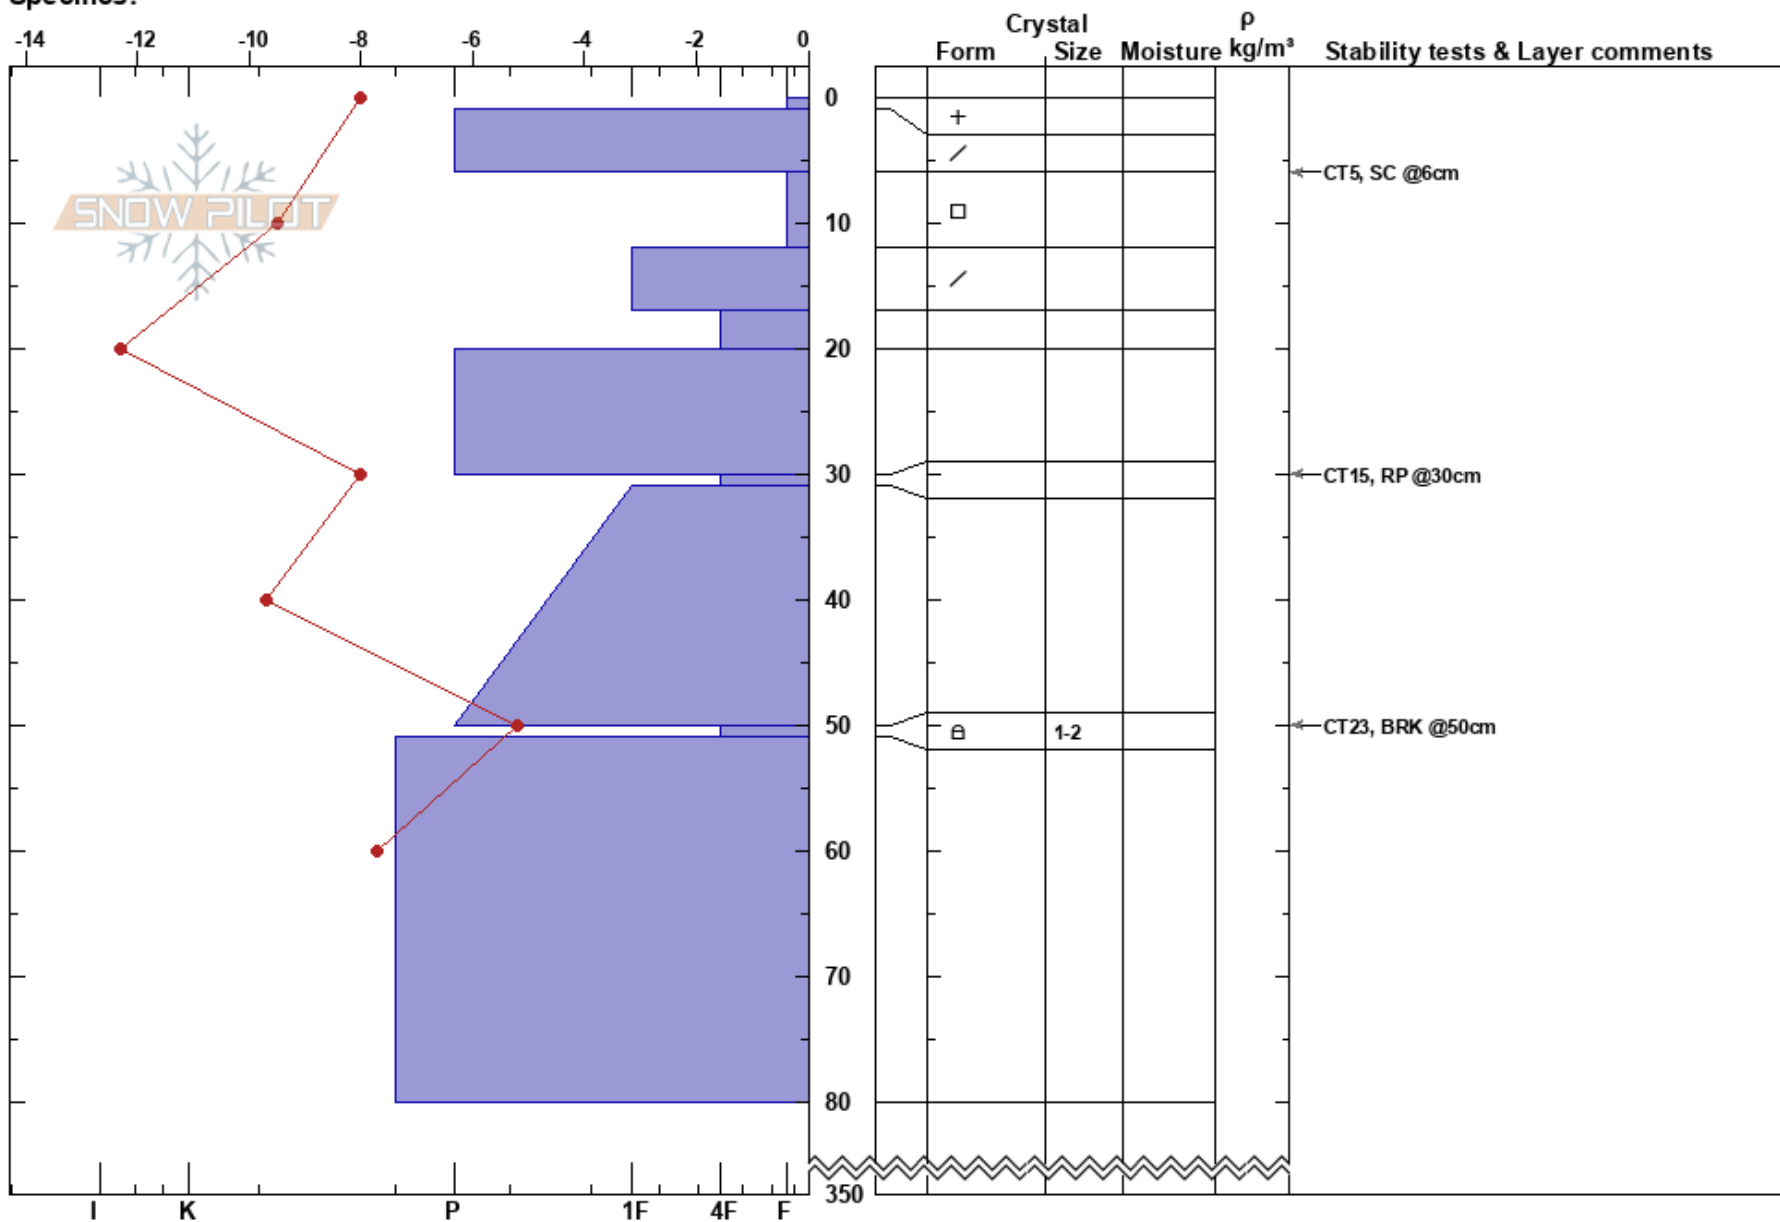 Specifics:
-14 -12 -10 -8 -6 -4 -2 0
Crystal
Form Size Moisture ρ kg/m³ Stability tests & Layer comments
0
+
CT5, SC @6cm
SNOW PILOT
10
20
30
CT15, RP @30cm
40
50
1-2
CT23, BRK @50cm
60
70
80
350
I K P 1F 4F F